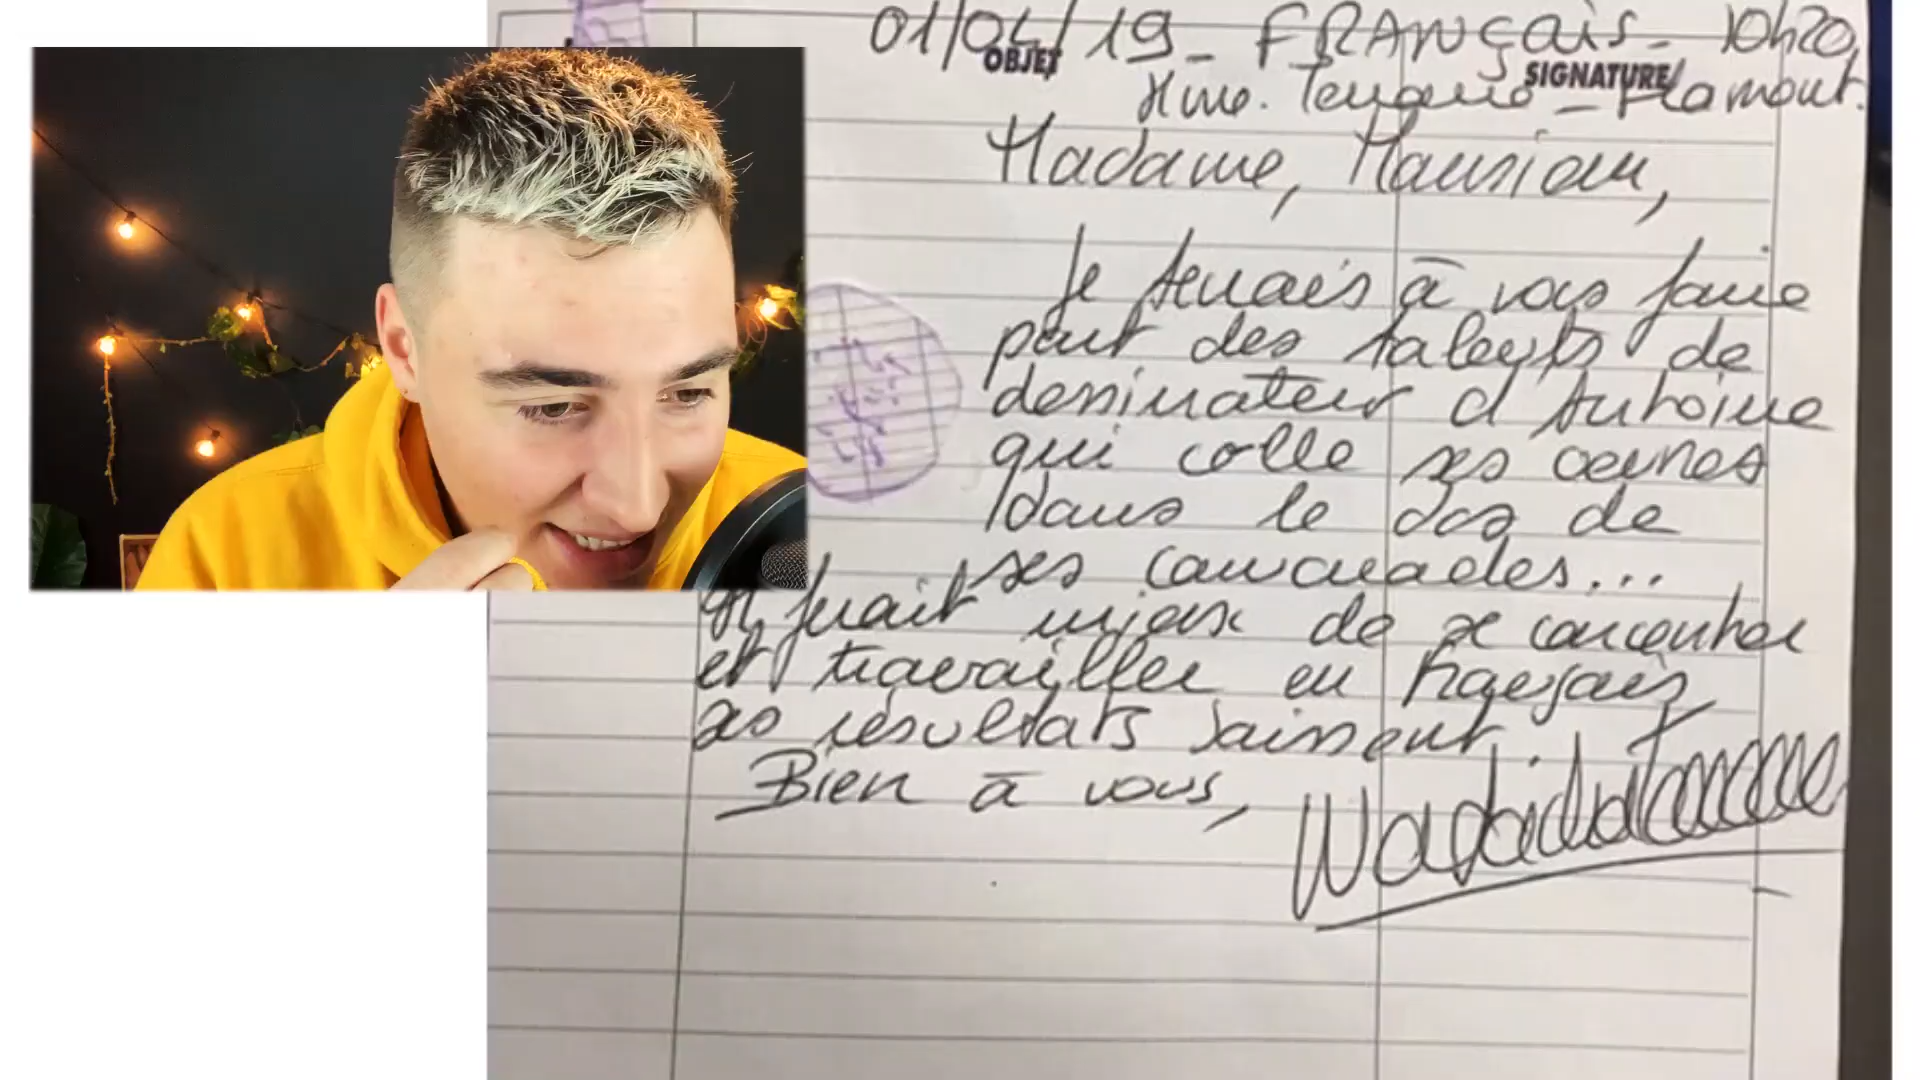 01/04/19 - FRANÇAIS - 10h20
OBJET
SIGNATURE
Mme. - Flamout.
Madame, Monsieur,
Je tenais à vous faire
part des talents de
dessinateur d'Antoine
qui colle ses œuvres
dans le dos de
ses camarades...
Il ferait mieux de se concentrer
et travailler en français,
ses résultats baissent.
Bien à vous,